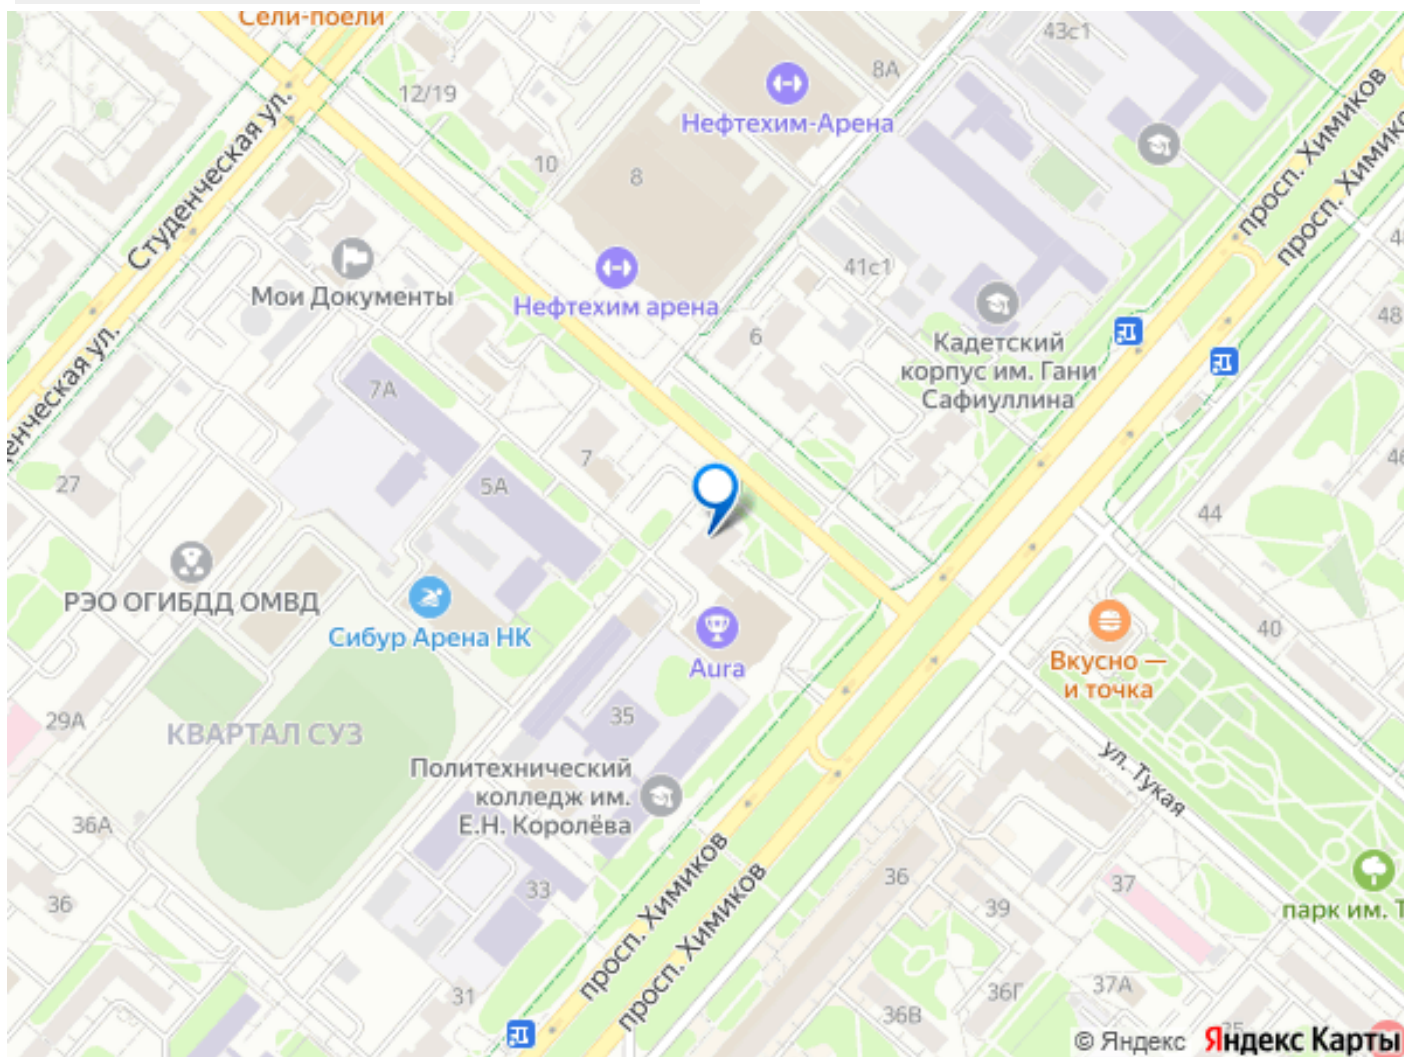 Сели-поели
43с1
8А
12/19
Нефтехим-Арена
просп. Химиков
просп. Химико
Студенческая ул.
10
8
41с1
Мои Документы
Нефтехим арена
6
48
Кадетский
корпус им. Гани
Сафиуллина
денческая ул.
7А
7
5А
27
44
46
РЭО ОГИБДД ОМВД
Сибур Арена НК
Aura
40
Вкусно —
и точка
29А
КВАРТАЛ СУЗ
35
Политехнический
колледж им.
Е.Н. Королёва
ул. Тукая
36А
33
36
36
39
37
парк им. Т
просп. Химиков
просп. Химиков
31
36В
36Г
37А
© Яндекс Яндекс Карты